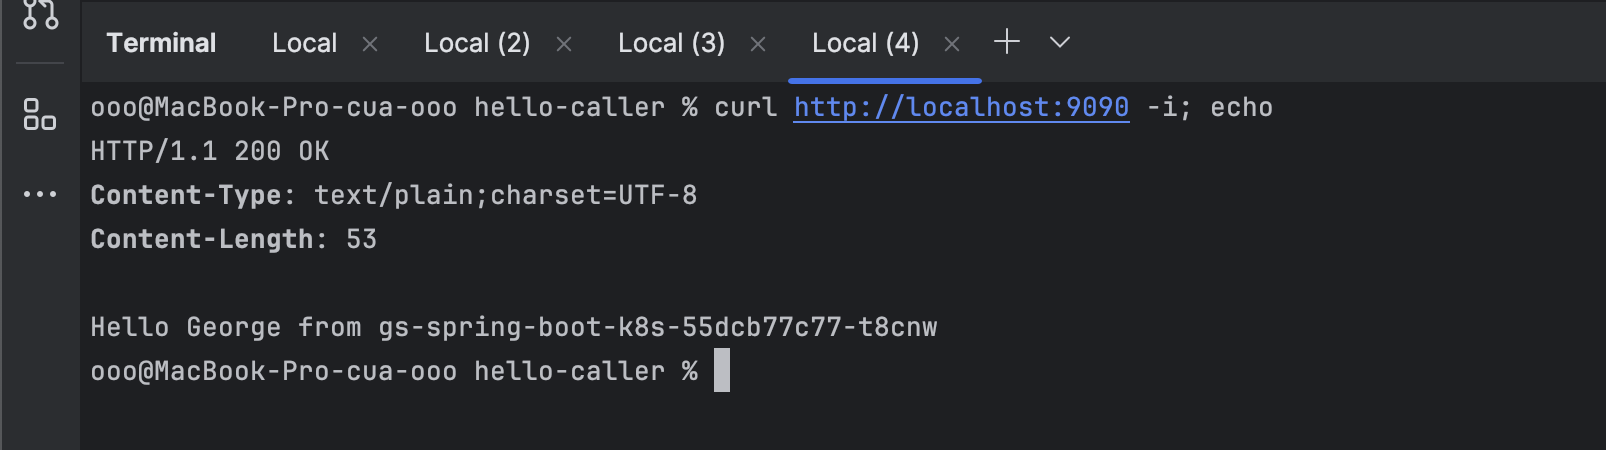 Terminal Local × Local (2) × Local (3) × Local (4) ×
ooo@MacBook-Pro-cua-ooo hello-caller % curl http://localhost:9090 -i; echo
HTTP/1.1 200 OK
Content-Type: text/plain;charset=UTF-8
Content-Length: 53
Hello George from gs-spring-boot-k8s-55dcb77c77-t8cnw
ooo@MacBook-Pro-cua-ooo hello-caller %